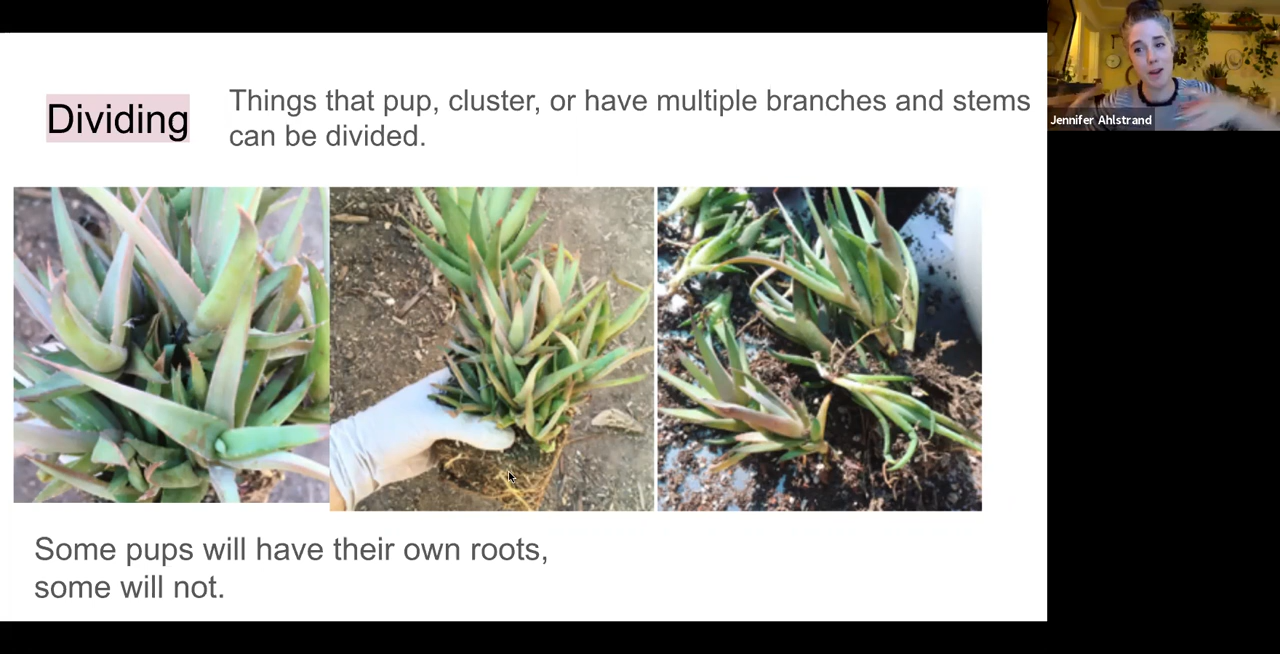 Dividing
Things that pup, cluster, or have multiple branches and stems
can be divided.
Jennifer Ahlstrand
Some pups will have their own roots,
some will not.